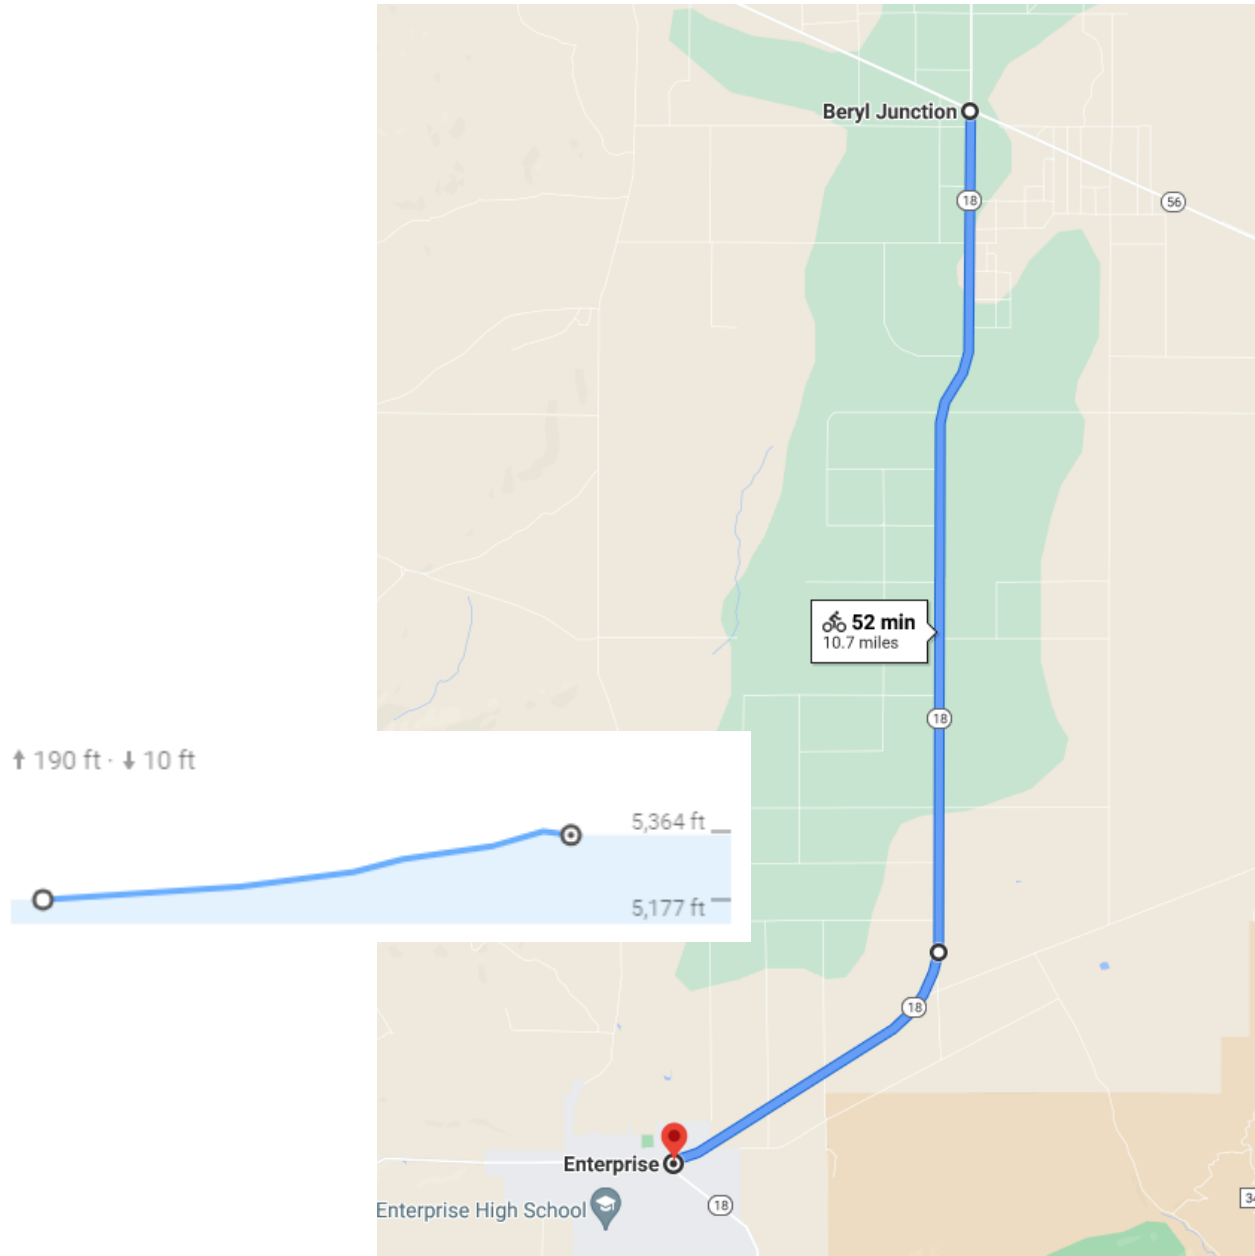 Beryl Junction
18
56
52 min
10.7 miles
18
↑ 190 ft · ↓ 10 ft
5,364 ft
5,177 ft
18
Enterprise
18
Enterprise High School